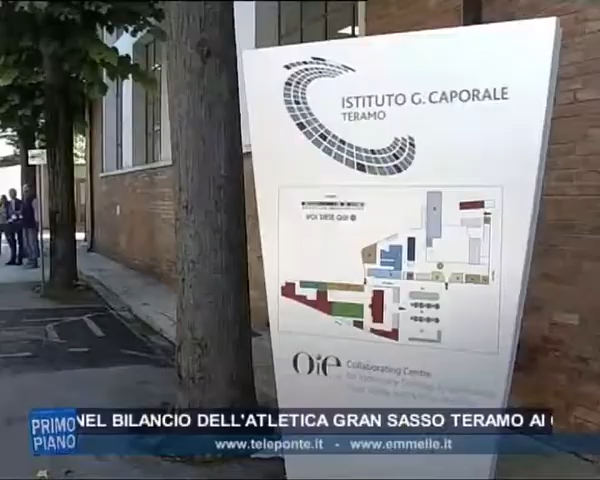 ISTITUTO G. CAPORALE
TERAMO
VOI SIETE QUI
Oie Collaborating Centre
NEL BILANCIO DELL'ATLETICA GRAN SASSO TERAMO AI
PRIMO
PIANO
www.teleponte.it - www.emmelle.it